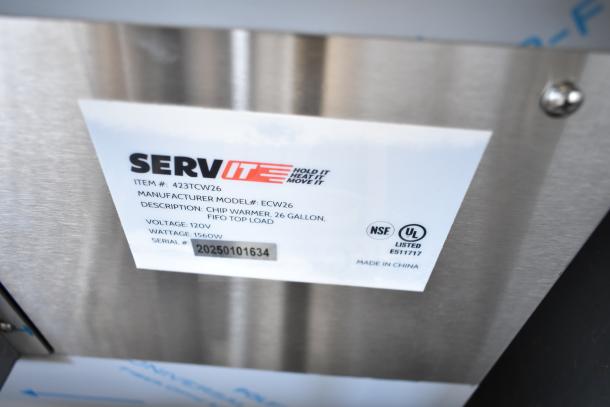 SERVIT HOLD IT
HEAT IT
MOVE IT
ITEM #: 423TCW26
MANUFACTURER MODEL#: ECW26
DESCRIPTION: CHIP WARMER, 26 GALLON,
FIFO TOP LOAD
VOLTAGE: 120V
WATTAGE: 1560W
SERIAL #: 20250101634
NSF
UL
LISTED
E511717
MADE IN CHINA